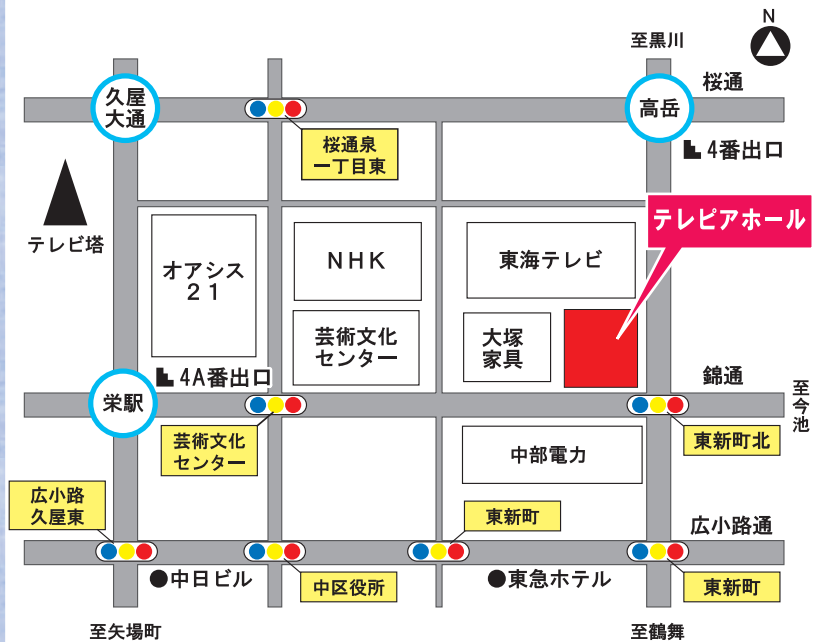 N
至黒川
桜通
久屋
大通
高岳
桜通泉
一丁目東
4番出口
テレピアホール
テレビ塔
オアシス
21
NHK
東海テレビ
芸術文化
センター
大塚
家具
4A番出口
錦通
至今池
栄駅
芸術文化
センター
東新町北
中部電力
広小路
久屋東
東新町
広小路通
中日ビル
中区役所
東急ホテル
東新町
至矢場町
至鶴舞